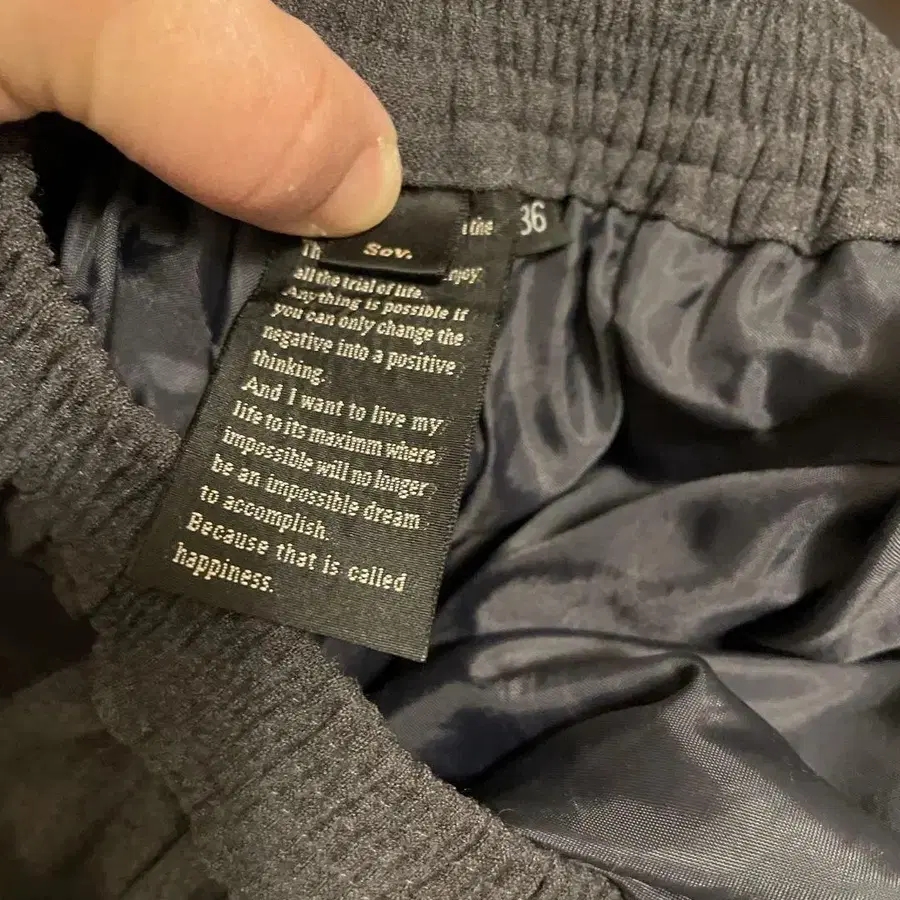 Sov.
the
36
all the trial of life.
Anything is possible if
you can only change the
negative into a positive
thinking.
And I want to live my
life to its maximm where
impossible will no longer
be an impossible dream
to accomplish.
Because that is called
happiness.